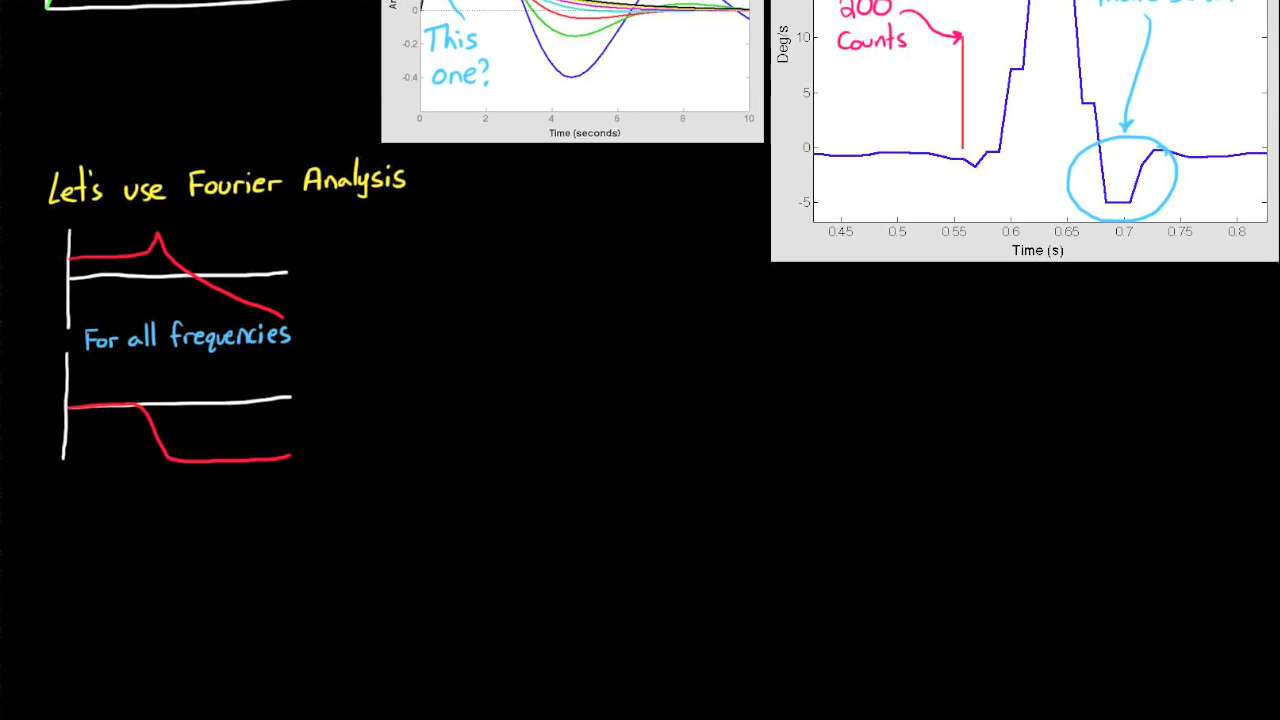 0
-0.2
-0.4
0
2
4
6
8
10
Time (seconds)
This
one?
200
Counts
Deg/s
10
5
0
-5
0.45
0.5
0.55
0.6
0.65
0.7
0.75
0.8
Time (s)
Let's use Fourier Analysis
For all frequencies